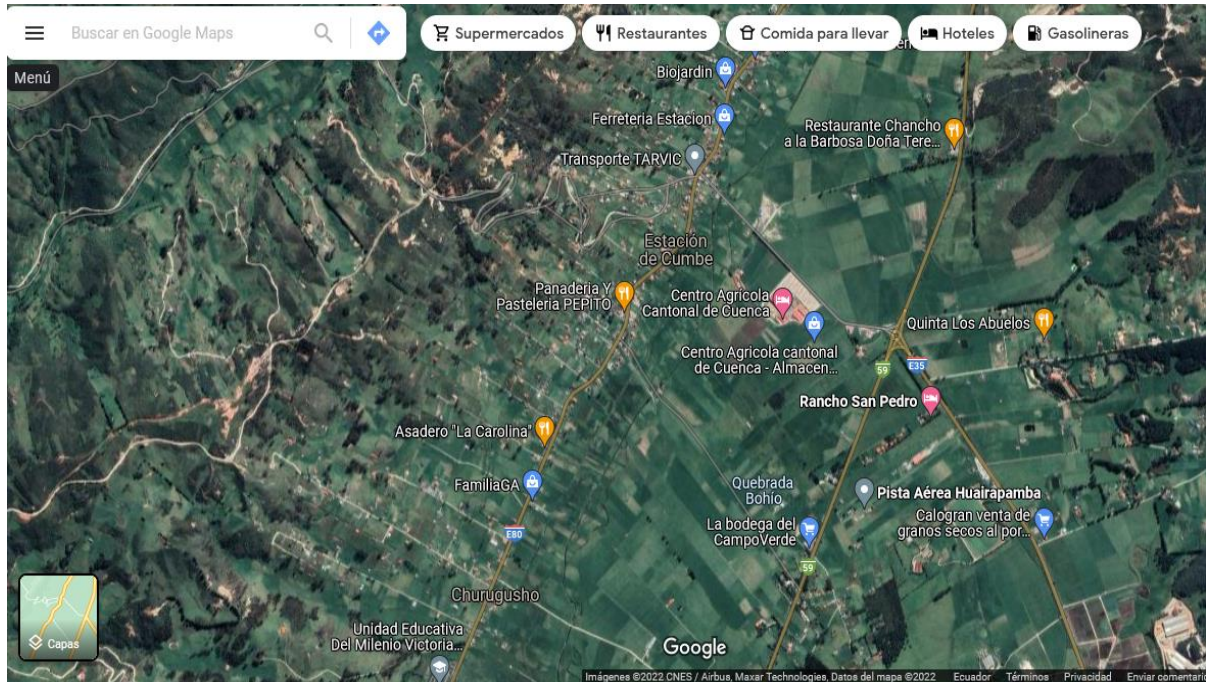 Buscar en Google Maps
Supermercados
Restaurantes
Comida para llevar
Hoteles
Gasolineras
Menú
Biojardin
Ferreteria Estacion
Restaurante Chancho
a la Barbosa Doña Tere...
Transporte TARVIC
Estación
de Cumbe
Panaderia Y
Pasteleria PEPITO
Centro Agricola
Cantonal de Cuenca
Quinta Los Abuelos
Centro Agricola cantonal
de Cuenca - Almacen...
59
E35
Rancho San Pedro
Asadero "La Carolina"
FamiliaGA
Quebrada
Bohío
Pista Aérea Huairapamba
La bodega del
CampoVerde
Calogran venta de
granos secos al por...
E80
59
Churugusho
Unidad Educativa
Del Milenio Victoria...
Capas
Google
Imágenes ©2022 CNES / Airbus, Maxar Technologies, Datos del mapa ©2022
Ecuador
Términos
Privacidad
Enviar comentario